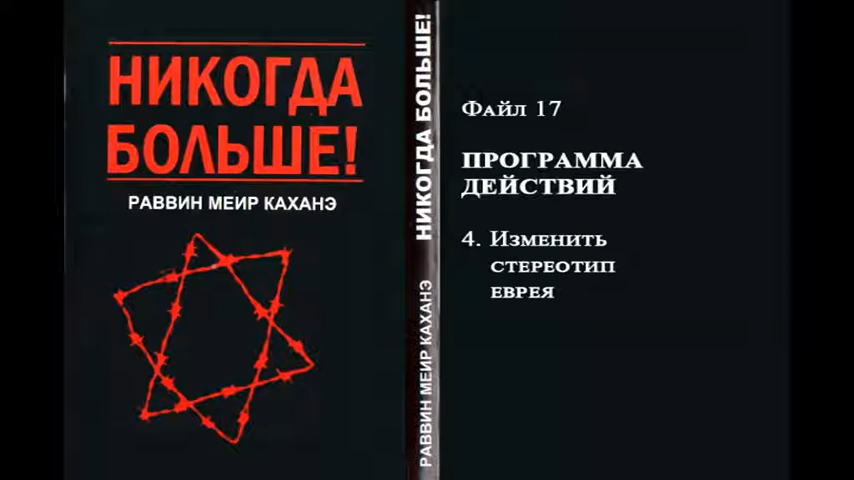 НИКОГДА
БОЛЬШЕ!
РАВВИН МЕИР КАХАНЭ
НИКОГДА БОЛЬШЕ!
РАВВИН МЕИР КАХАНЭ
Файл 17
ПРОГРАММА
ДЕЙСТВИЙ
4. Изменить
стереотип
еврея